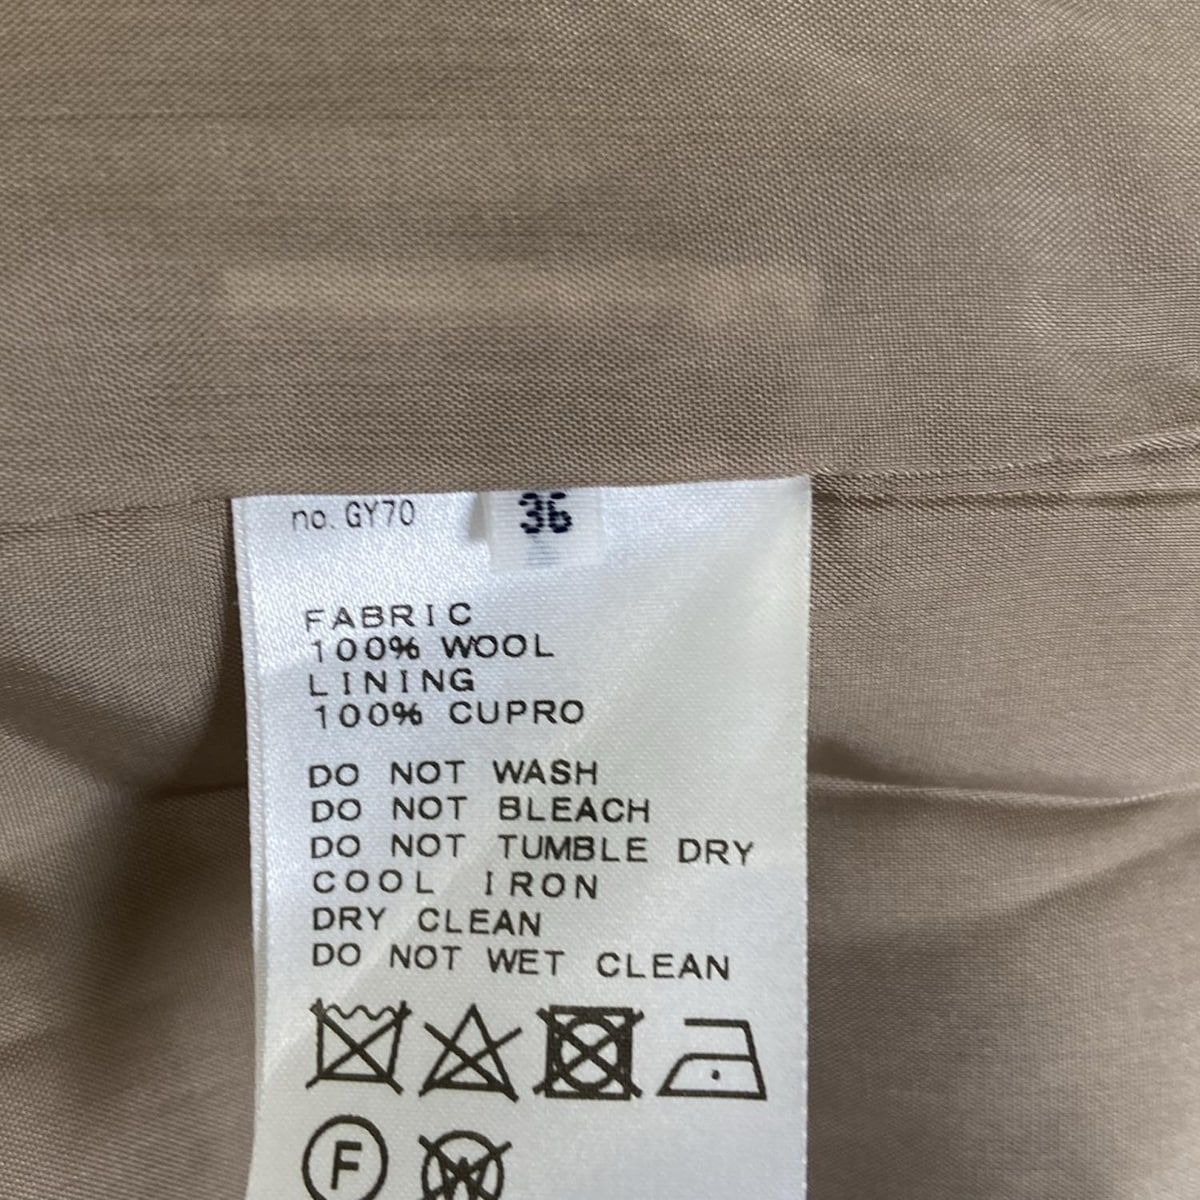 no. GY70 36
FABRIC
100% WOOL
LINING
100% CUPRO
DO NOT WASH
DO NOT BLEACH
DO NOT TUMBLE DRY
COOL IRON
DRY CLEAN
DO NOT WET CLEAN
F W